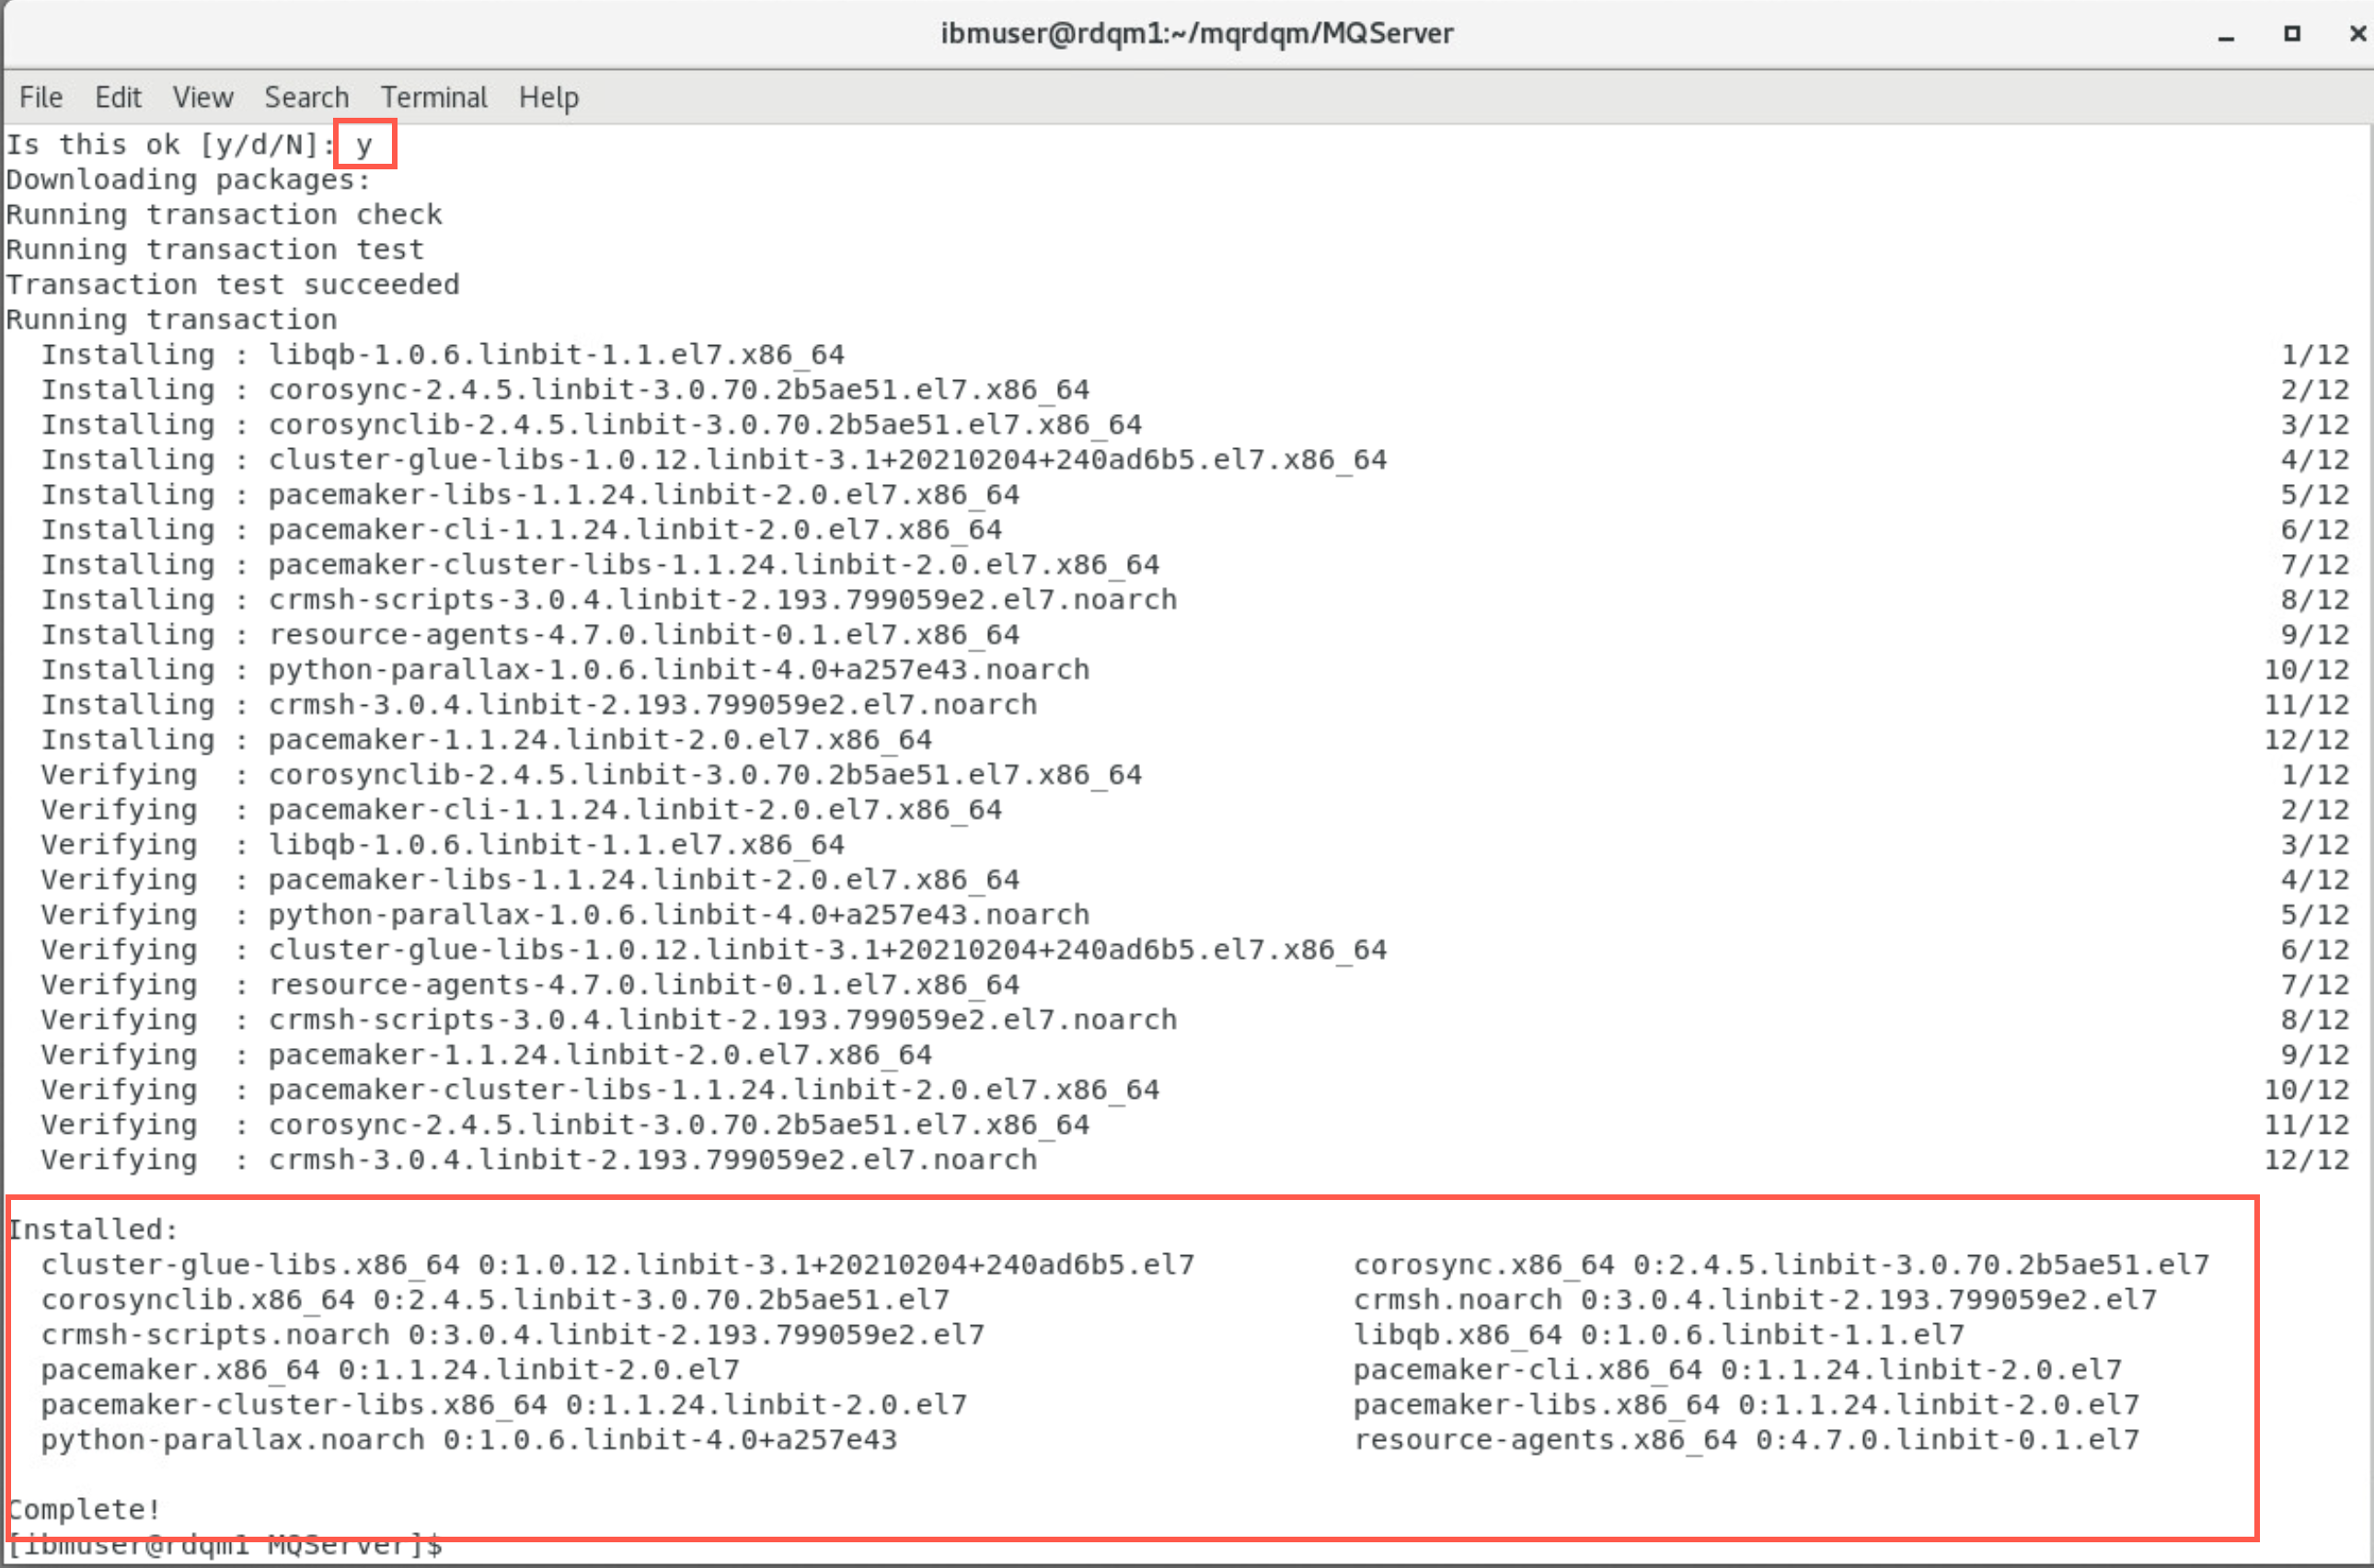 ibmuser@rdqm1:~/mqrdqm/MQServer
File Edit View Search Terminal Help
Is this ok [y/d/N]: y
Downloading packages:
Running transaction check
Running transaction test
Transaction test succeeded
Running transaction
  Installing : libqb-1.0.6.linbit-1.1.el7.x86_64 1/12
  Installing : corosync-2.4.5.linbit-3.0.70.2b5ae51.el7.x86_64 2/12
  Installing : corosynclib-2.4.5.linbit-3.0.70.2b5ae51.el7.x86_64 3/12
  Installing : cluster-glue-libs-1.0.12.linbit-3.1+20210204+240ad6b5.el7.x86_64 4/12
  Installing : pacemaker-libs-1.1.24.linbit-2.0.el7.x86_64 5/12
  Installing : pacemaker-cli-1.1.24.linbit-2.0.el7.x86_64 6/12
  Installing : pacemaker-cluster-libs-1.1.24.linbit-2.0.el7.x86_64 7/12
  Installing : crmsh-scripts-3.0.4.linbit-2.193.799059e2.el7.noarch 8/12
  Installing : resource-agents-4.7.0.linbit-0.1.el7.x86_64 9/12
  Installing : python-parallax-1.0.6.linbit-4.0+a257e43.noarch 10/12
  Installing : crmsh-3.0.4.linbit-2.193.799059e2.el7.noarch 11/12
  Installing : pacemaker-1.1.24.linbit-2.0.el7.x86_64 12/12
  Verifying  : corosynclib-2.4.5.linbit-3.0.70.2b5ae51.el7.x86_64 1/12
  Verifying  : pacemaker-cli-1.1.24.linbit-2.0.el7.x86_64 2/12
  Verifying  : libqb-1.0.6.linbit-1.1.el7.x86_64 3/12
  Verifying  : pacemaker-libs-1.1.24.linbit-2.0.el7.x86_64 4/12
  Verifying  : python-parallax-1.0.6.linbit-4.0+a257e43.noarch 5/12
  Verifying  : cluster-glue-libs-1.0.12.linbit-3.1+20210204+240ad6b5.el7.x86_64 6/12
  Verifying  : resource-agents-4.7.0.linbit-0.1.el7.x86_64 7/12
  Verifying  : crmsh-scripts-3.0.4.linbit-2.193.799059e2.el7.noarch 8/12
  Verifying  : pacemaker-1.1.24.linbit-2.0.el7.x86_64 9/12
  Verifying  : pacemaker-cluster-libs-1.1.24.linbit-2.0.el7.x86_64 10/12
  Verifying  : corosync-2.4.5.linbit-3.0.70.2b5ae51.el7.x86_64 11/12
  Verifying  : crmsh-3.0.4.linbit-2.193.799059e2.el7.noarch 12/12
Installed:
  cluster-glue-libs.x86_64 0:1.0.12.linbit-3.1+20210204+240ad6b5.el7 corosync.x86_64 0:2.4.5.linbit-3.0.70.2b5ae51.el7
  corosynclib.x86_64 0:2.4.5.linbit-3.0.70.2b5ae51.el7 crmsh.noarch 0:3.0.4.linbit-2.193.799059e2.el7
  crmsh-scripts.noarch 0:3.0.4.linbit-2.193.799059e2.el7 libqb.x86_64 0:1.0.6.linbit-1.1.el7
  pacemaker.x86_64 0:1.1.24.linbit-2.0.el7 pacemaker-cli.x86_64 0:1.1.24.linbit-2.0.el7
  pacemaker-cluster-libs.x86_64 0:1.1.24.linbit-2.0.el7 pacemaker-libs.x86_64 0:1.1.24.linbit-2.0.el7
  python-parallax.noarch 0:1.0.6.linbit-4.0+a257e43 resource-agents.x86_64 0:4.7.0.linbit-0.1.el7
Complete!
[ibmuser@rdqm1 MQServer]$